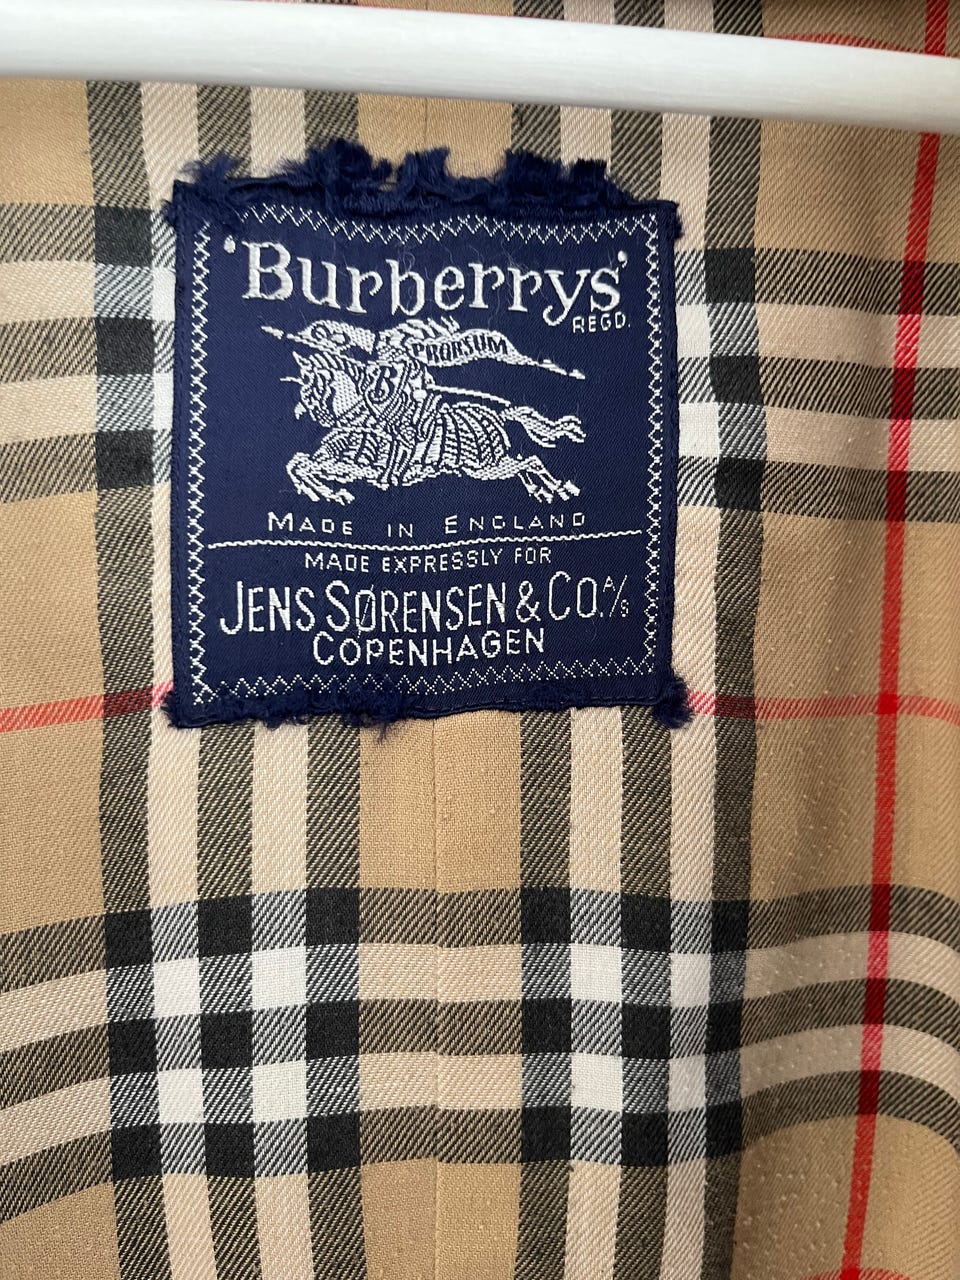 'Burberrys'
REGD.
PRORSUM
B
MADE IN ENGLAND
MADE EXPRESSLY FOR
JENS SØRENSEN & CO. A/S
COPENHAGEN